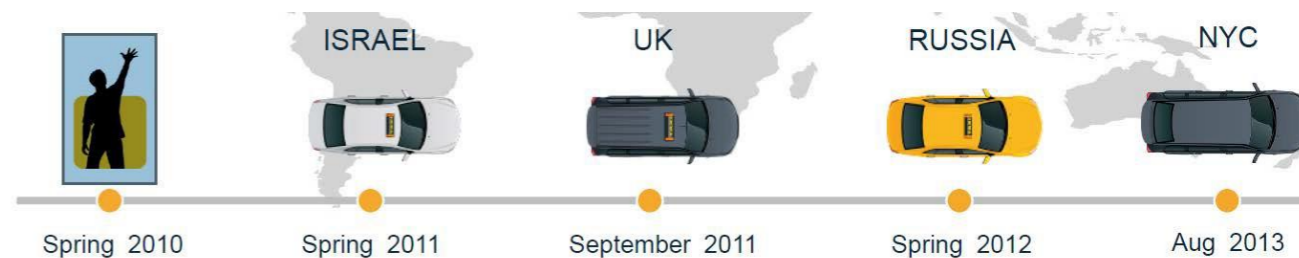 ISRAEL
UK
RUSSIA
NYC
Spring 2010
Spring 2011
September 2011
Spring 2012
Aug 2013